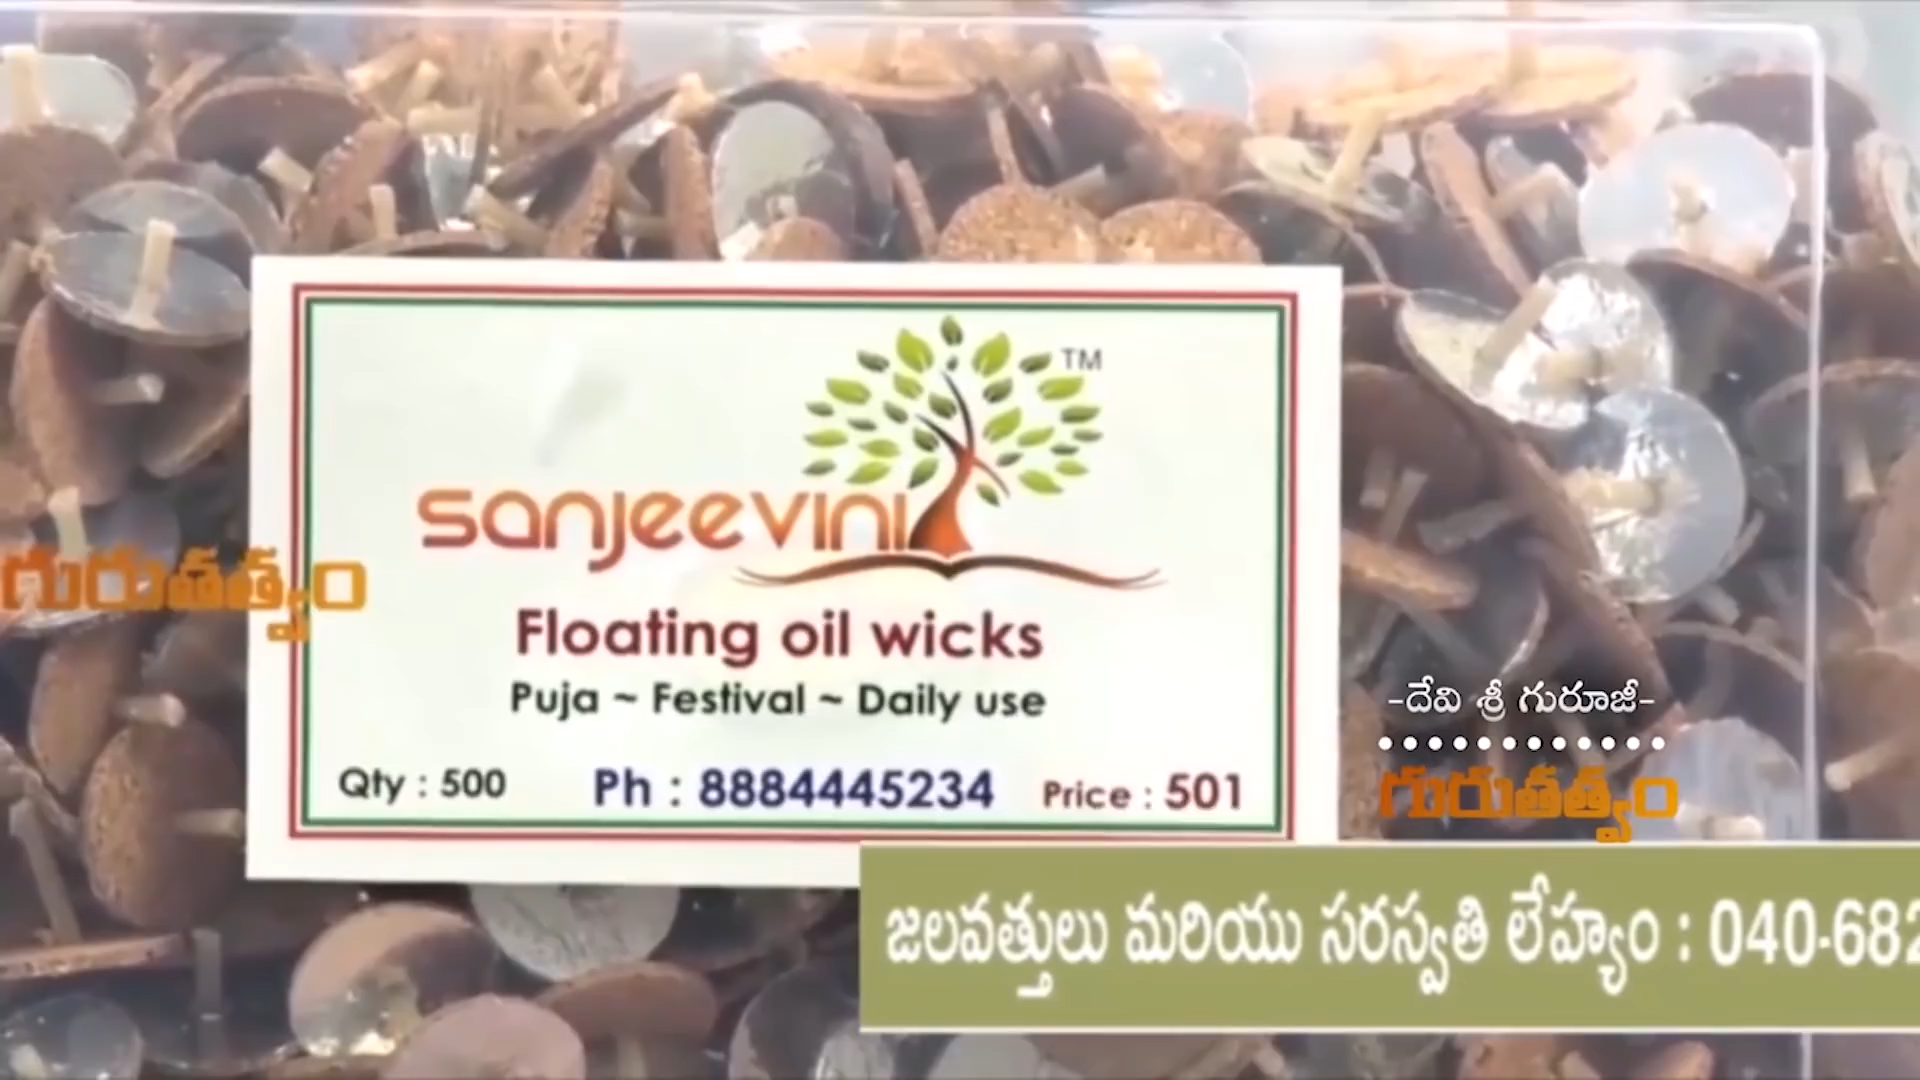 TM
sanjeevini
Floating oil wicks
Puja ~ Festival ~ Daily use
Qty : 500 Ph : 8884445234 Price : 501
గురుతత్వం
-దేవి శ్రీ గురూజీ-
గురుతత్వం
జలవత్తులు మరియు సరస్వతి లేహ్యం : 040-682